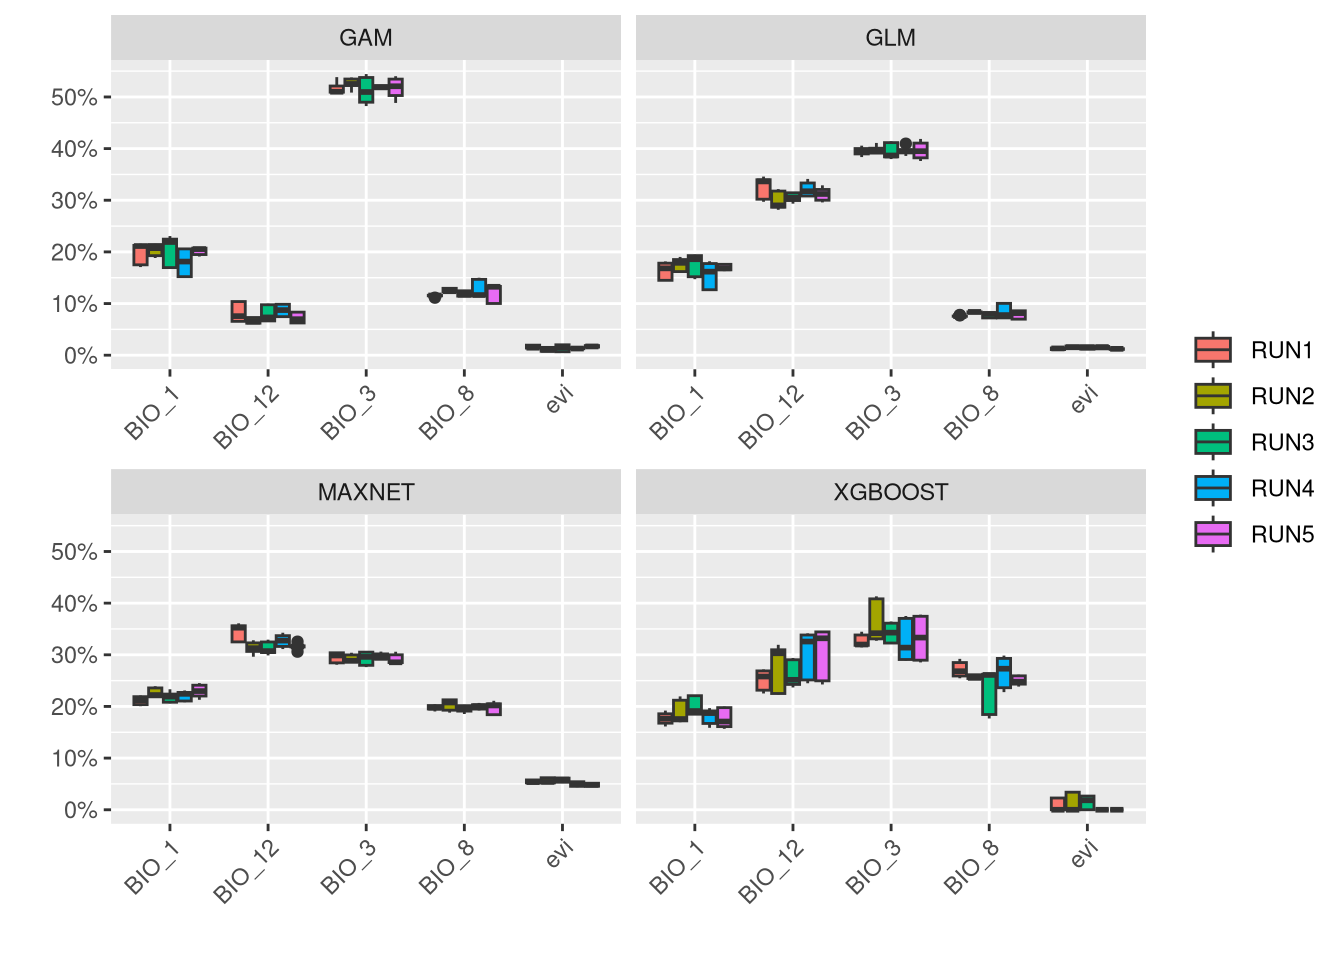 GAM
GLM
50%
40%
30%
20%
10%
0%
BIO_1
BIO_12
BIO_3
BIO_8
evi
BIO_1
BIO_12
BIO_3
BIO_8
evi
MAXNET
XGBOOST
50%
40%
30%
20%
10%
0%
BIO_1
BIO_12
BIO_3
BIO_8
evi
BIO_1
BIO_12
BIO_3
BIO_8
evi
RUN1
RUN2
RUN3
RUN4
RUN5